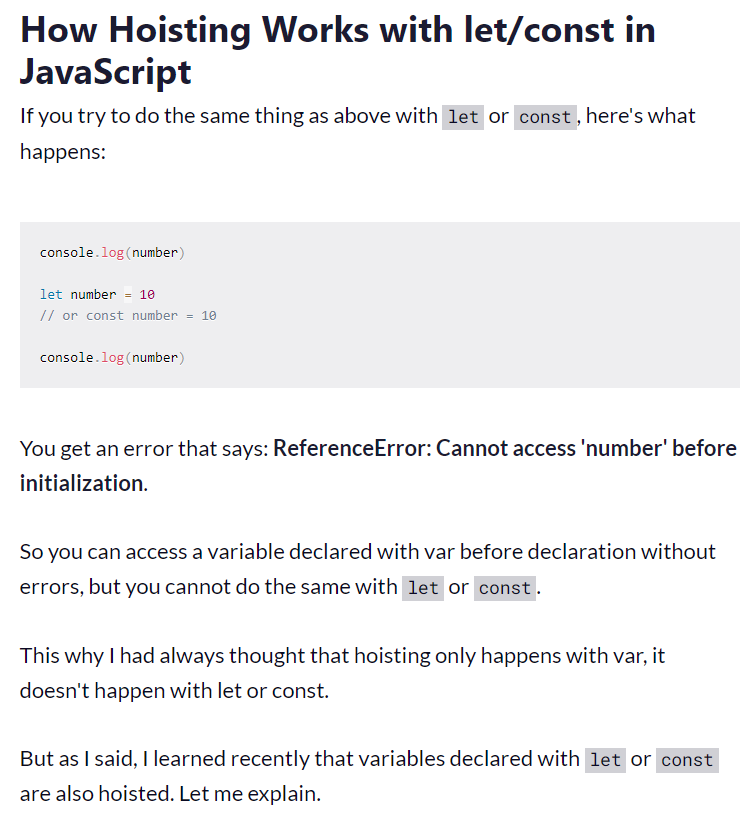 How Hoisting Works with let/const in
JavaScript
If you try to do the same thing as above with let or const, here's what
happens:
console.log(number)
let number = 10
// or const number = 10
console.log(number)
You get an error that says: ReferenceError: Cannot access 'number' before
initialization.
So you can access a variable declared with var before declaration without
errors, but you cannot do the same with let or const.
This why I had always thought that hoisting only happens with var, it
doesn't happen with let or const.
But as I said, I learned recently that variables declared with let or const
are also hoisted. Let me explain.